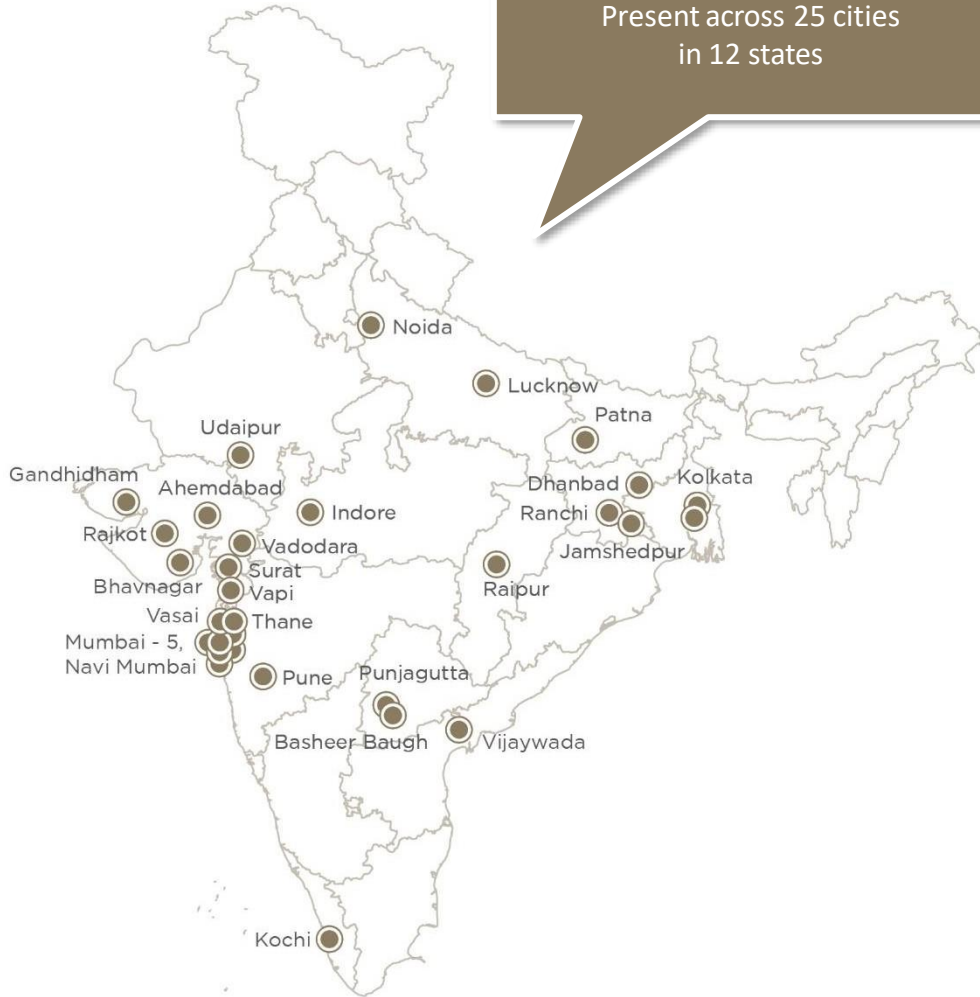 Present across 25 cities
in 12 states
Noida
Lucknow
Patna
Udaipur
Gandhidham
Ahemdabad
Dhanbad
Kolkata
Indore
Ranchi
Rajkot
Vadodara
Jamshedpur
Surat
Bhavnagar
Vapi
Raipur
Vasai
Thane
Mumbai - 5,
Navi Mumbai
Pune
Punjagutta
Basheer Baugh
Vijaywada
Kochi